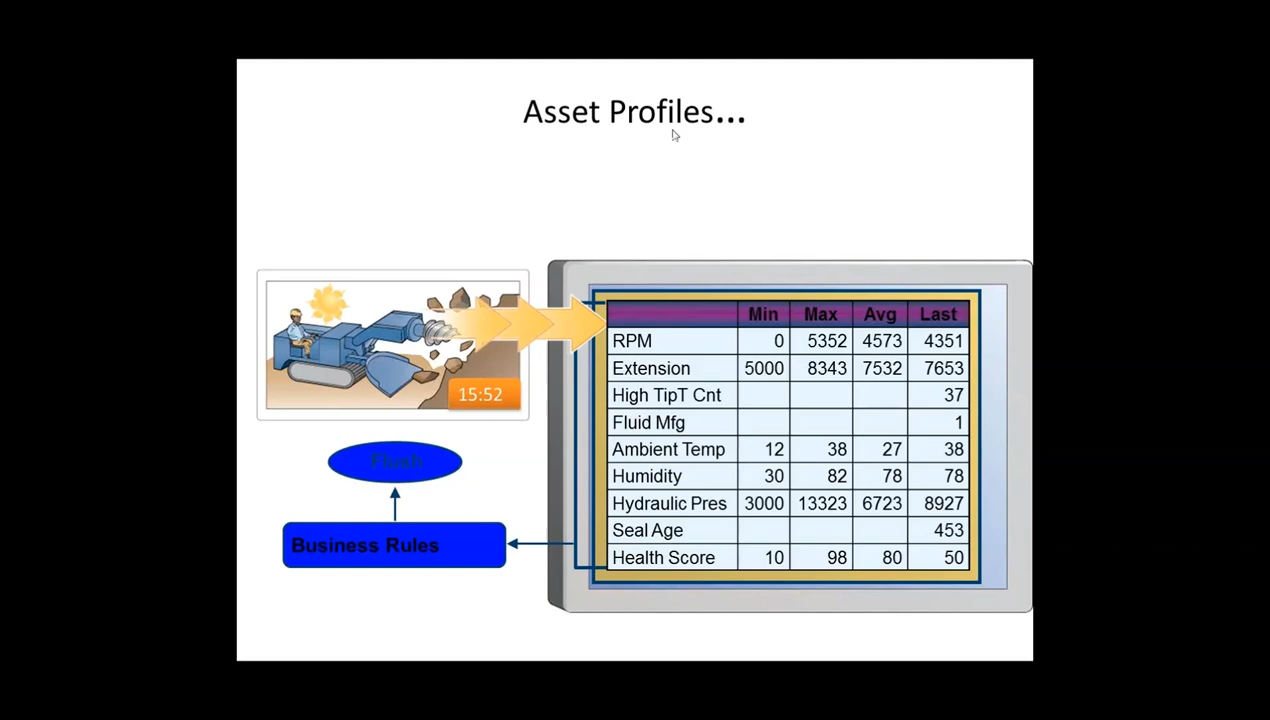 Asset Profiles...
Min Max Avg Last
RPM 0 5352 4573 4351
Extension 5000 8343 7532 7653
High TipT Cnt 37
Fluid Mfg 1
Ambient Temp 12 38 27 38
Humidity 30 82 78 78
Hydraulic Pres 3000 13323 6723 8927
Seal Age 453
Health Score 10 98 80 50
15:52
Flush
Business Rules